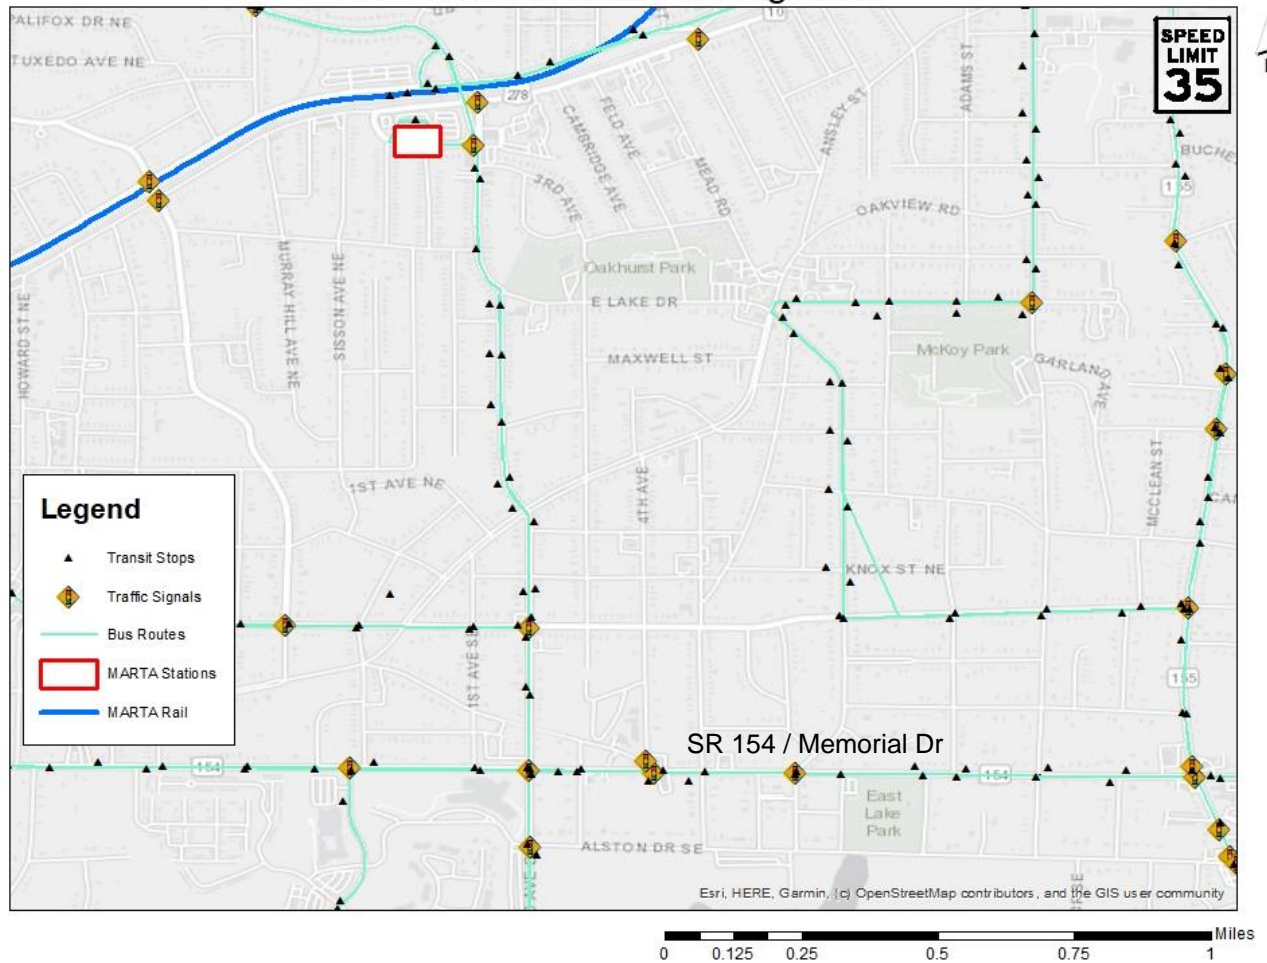 PALIFOX DR NE
TUXEDO AVE NE
10
SPEED
LIMIT
35
278
ADAMS ST
ANSLEY ST
FELD AVE
CAMBRIDGE AVE
MEAD RD
3RD AVE
155
OAKVIEW RD
MURRAY HILL AVE NE
SISSON AVE NE
HOWARD ST NE
Oakhurst Park
E LAKE DR
MAXWELL ST
McKoy Park
GARLAND AVE
MCCLEAN ST
1ST AVE NE
4TH AVE
KNOX ST NE
1ST AVE SE
155
Legend
Transit Stops
Traffic Signals
Bus Routes
MARTA Stations
MARTA Rail
SR 154 / Memorial Dr
154
154
East
Lake
Park
ALSTON DR SE
Esri, HERE, Garmin, (c) OpenStreetMap contributors, and the GIS user community
Miles
0 0.125 0.25 0.5 0.75 1